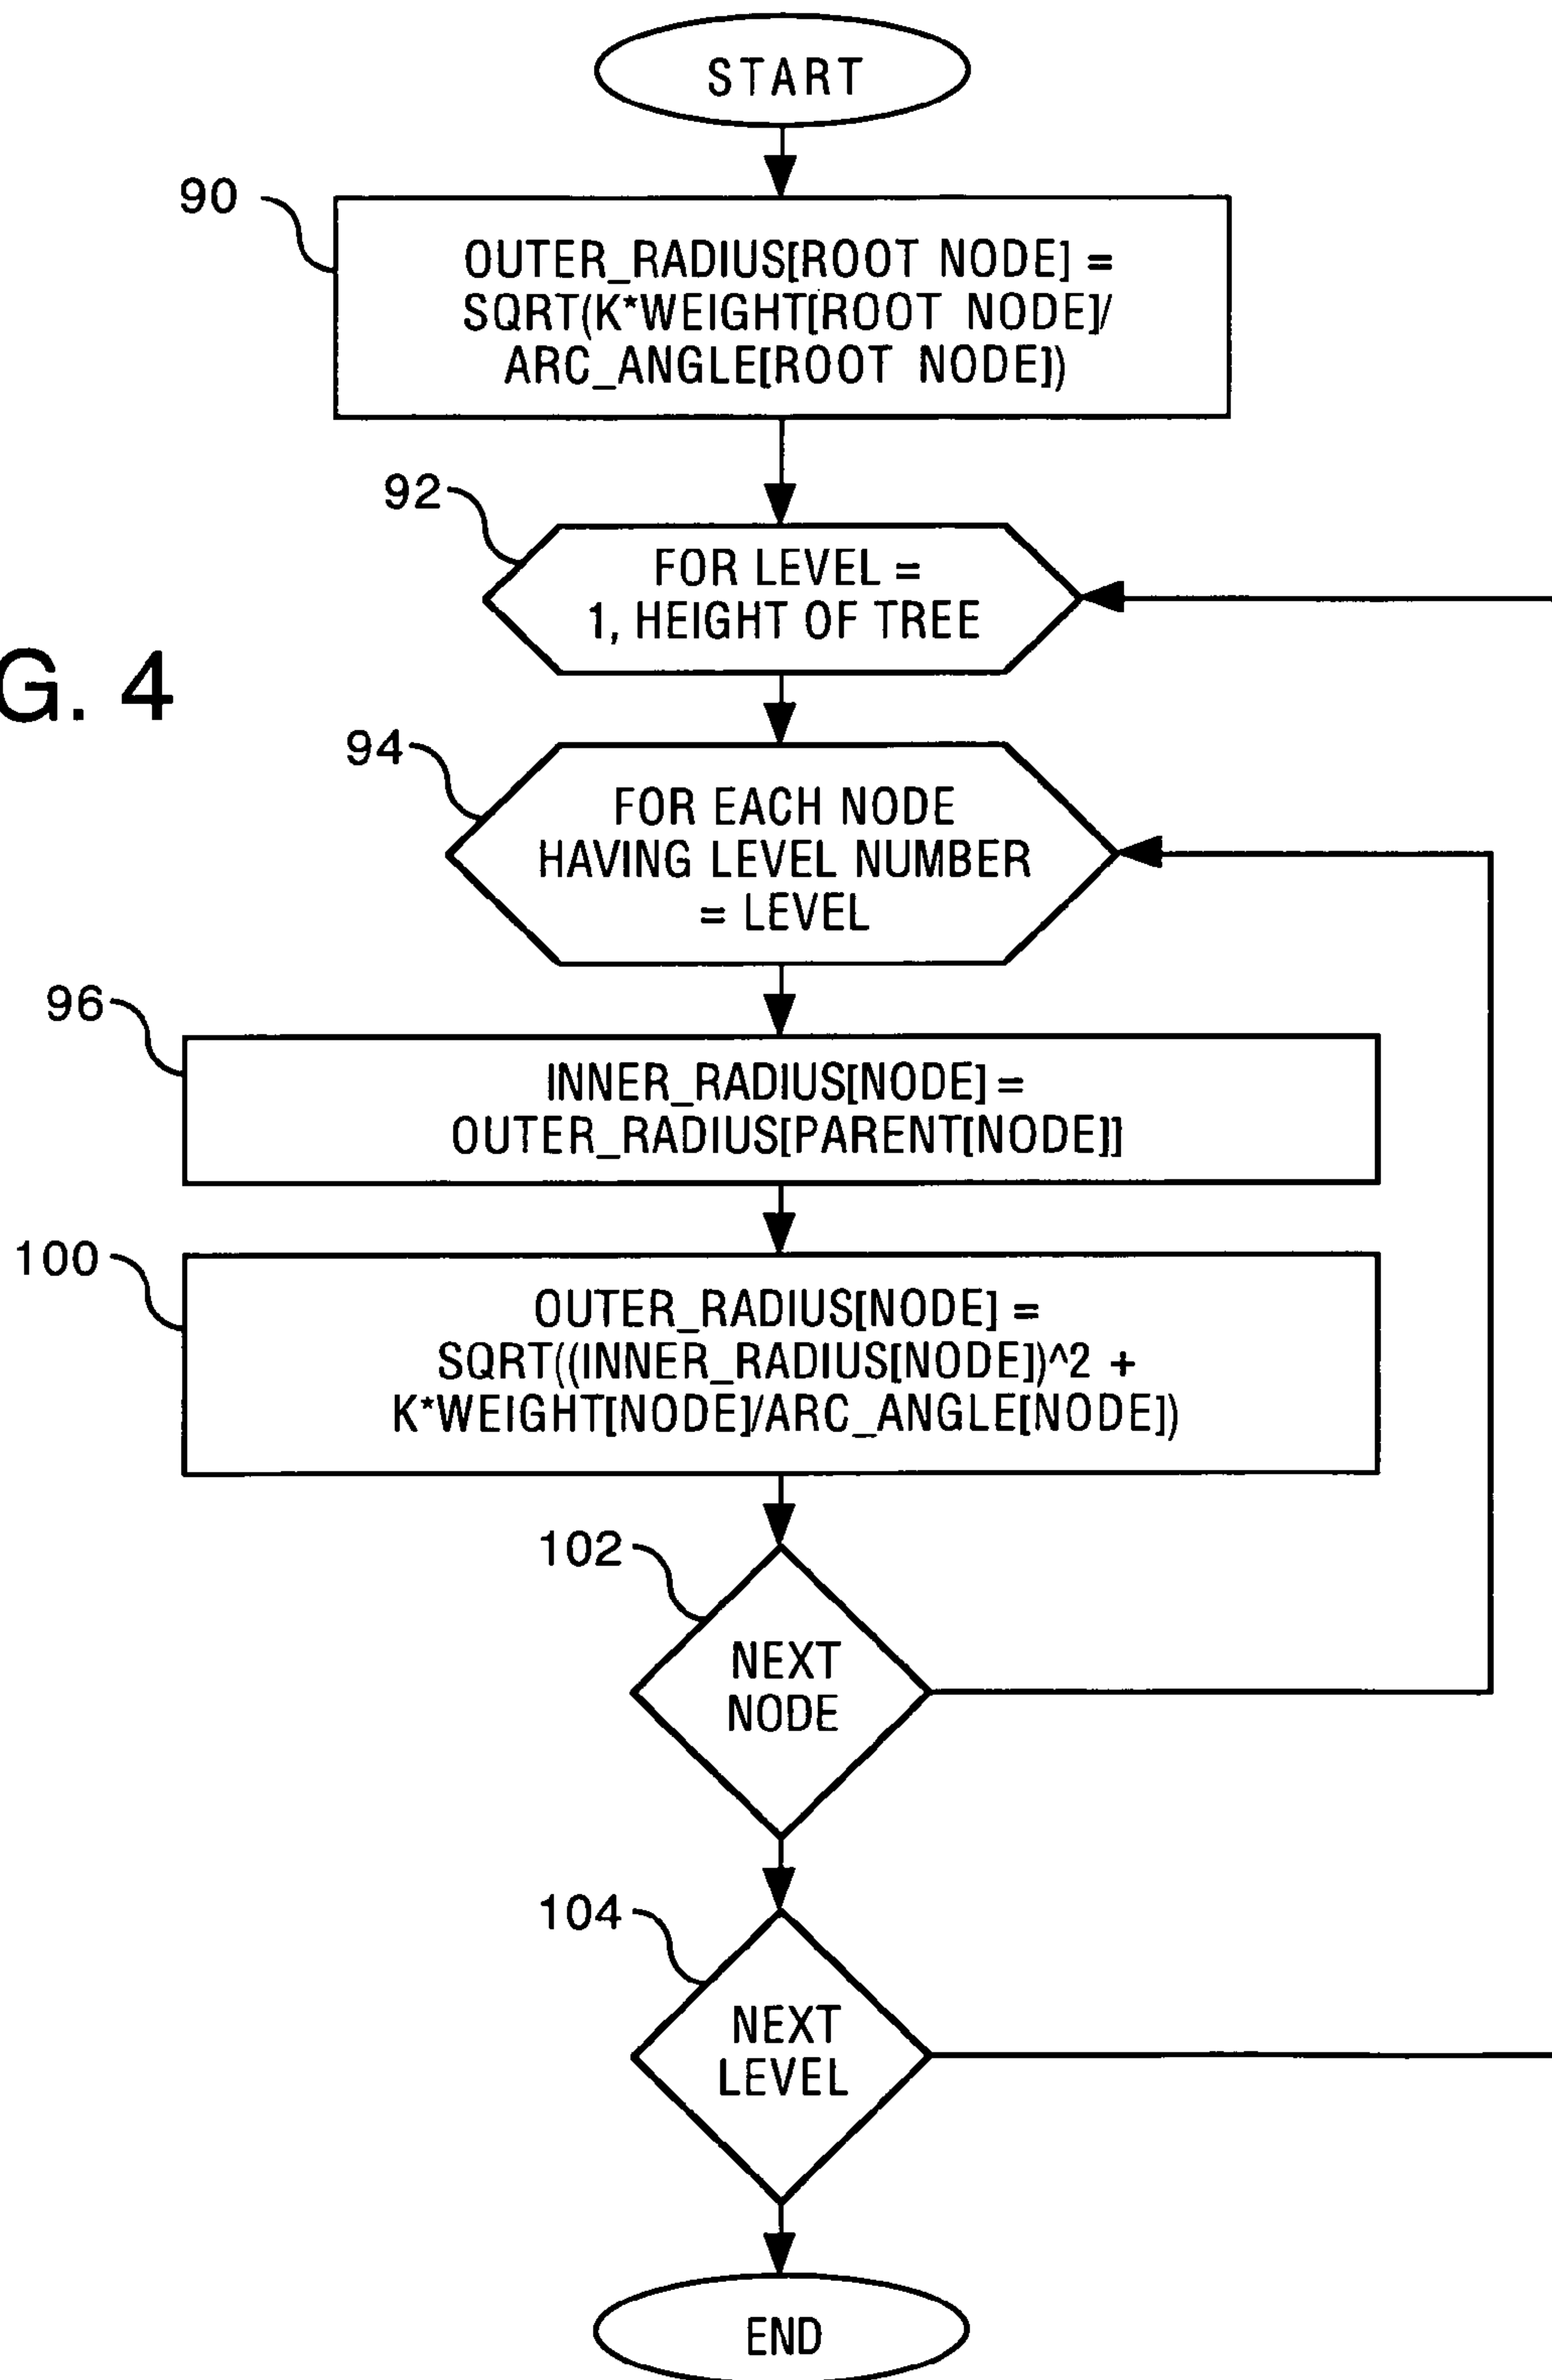 START
90
OUTER_RADIUS[ROOT NODE] =
SQRT(K*WEIGHT[ROOT NODE]/
ARC_ANGLE[ROOT NODE])
92
FOR LEVEL =
1, HEIGHT OF TREE
G. 4
94
FOR EACH NODE
HAVING LEVEL NUMBER
= LEVEL
96
INNER_RADIUS[NODE] =
OUTER_RADIUS[PARENT[NODE]]
100
OUTER_RADIUS[NODE] =
SQRT((INNER_RADIUS[NODE])^2 +
K*WEIGHT[NODE]/ARC_ANGLE[NODE])
102
NEXT
NODE
104
NEXT
LEVEL
END